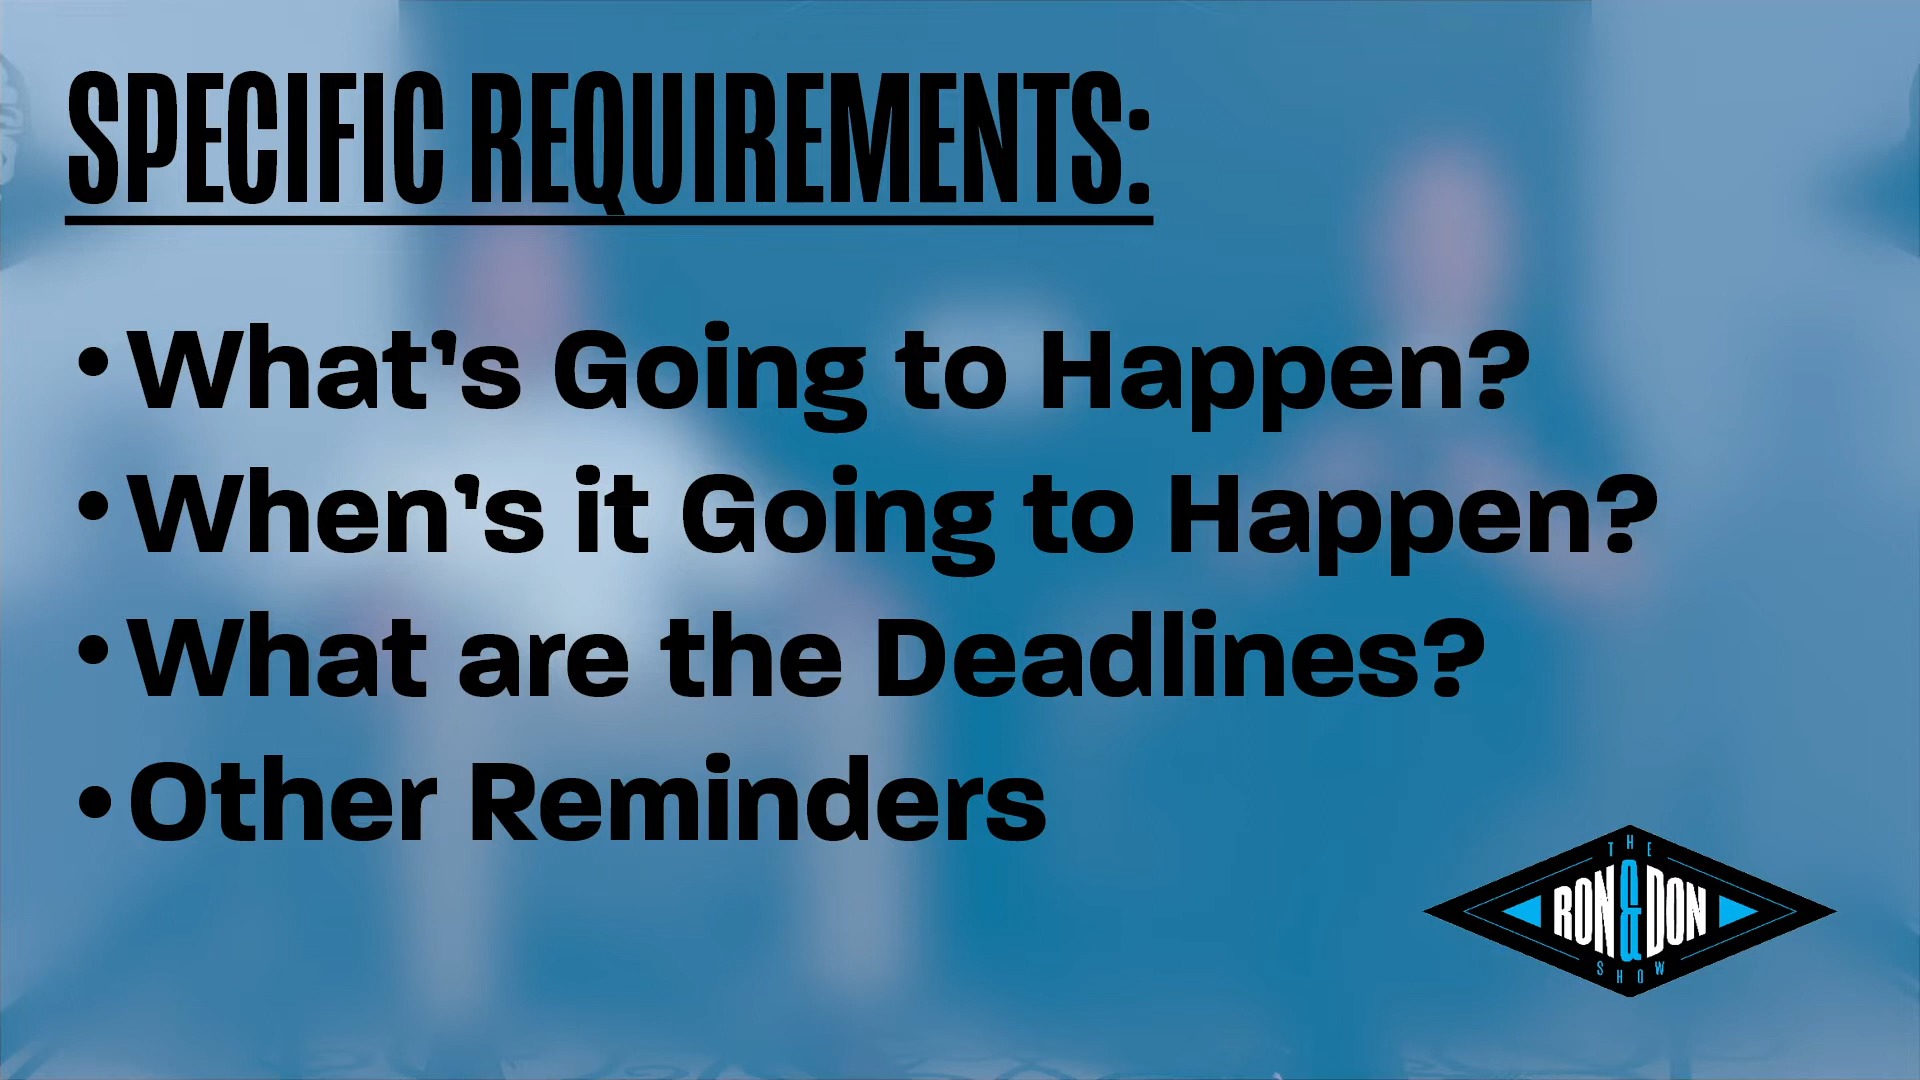 SPECIFIC REQUIREMENTS:
• What's Going to Happen?
• When's it Going to Happen?
• What are the Deadlines?
• Other Reminders
THE
RON & DON
SHOW